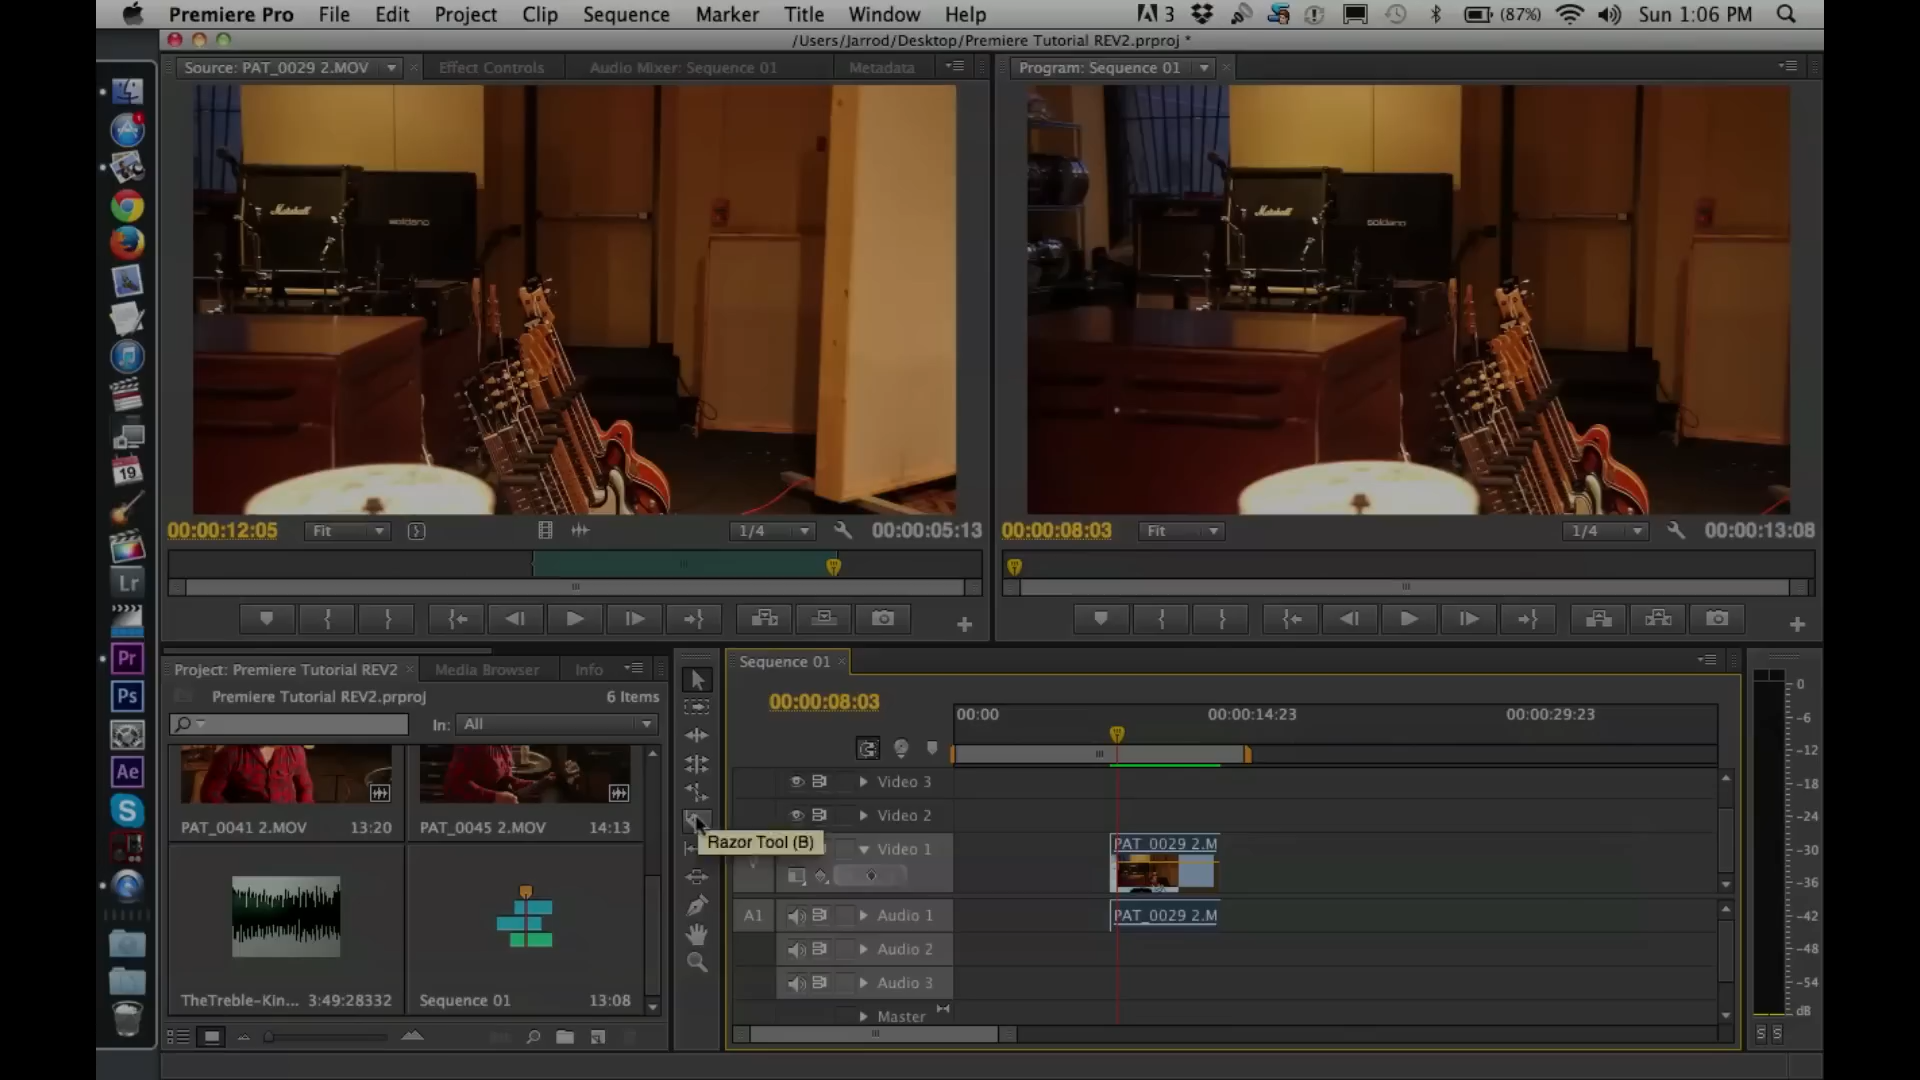 Premiere Pro File Edit Project Clip Sequence Marker Title Window Help 3 (87%) Sun 1:06 PM
/Users/Jarrod/Desktop/Premiere Tutorial REV2.prproj *
Source: PAT_0029 2.MOV Effect Controls Audio Mixer: Sequence 01 Metadata Program: Sequence 01
Marshall soldano Marshall soldano
00:00:12:05 Fit 1/4 00:00:05:13 00:00:08:03 Fit 1/4 00:00:13:08
Project: Premiere Tutorial REV2 Media Browser Info Sequence 01
Premiere Tutorial REV2.prproj 6 Items 00:00:08:03
In: All 00:00 00:00:14:23 00:00:29:23
PAT_0041 2.MOV 13:20 PAT_0045 2.MOV 14:13
TheTreble-Kin... 3:49:28332 Sequence 01 13:08
Razor Tool (B)
Video 3
Video 2
Video 1 PAT_0029 2.M
A1 Audio 1 PAT_0029 2.M
Audio 2
Audio 3
Master
0
-6
-12
-18
-24
-30
-36
-42
-48
-54
dB
S S
1
19
Lr
Pr
Ps
Ae